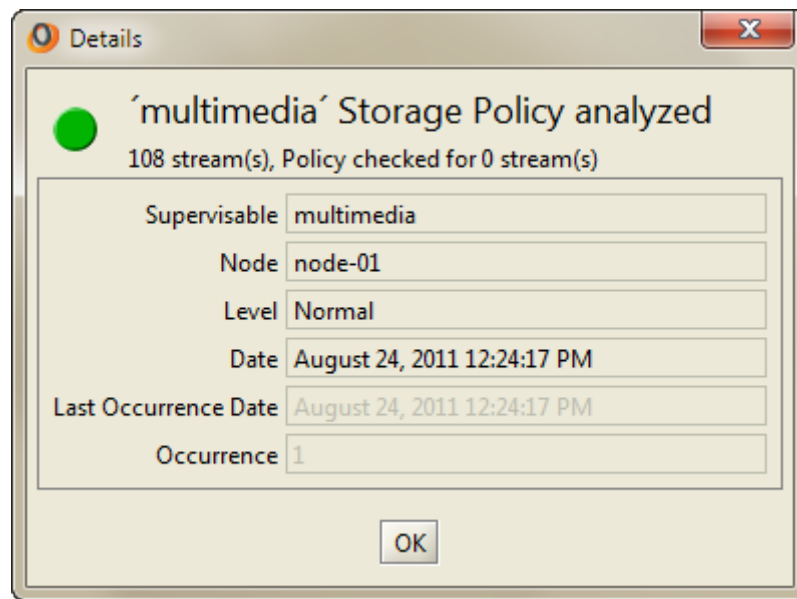 Details
´multimedia´ Storage Policy analyzed
108 stream(s), Policy checked for 0 stream(s)
Supervisable multimedia
Node node-01
Level Normal
Date August 24, 2011 12:24:17 PM
Last Occurrence Date August 24, 2011 12:24:17 PM
Occurrence 1
OK